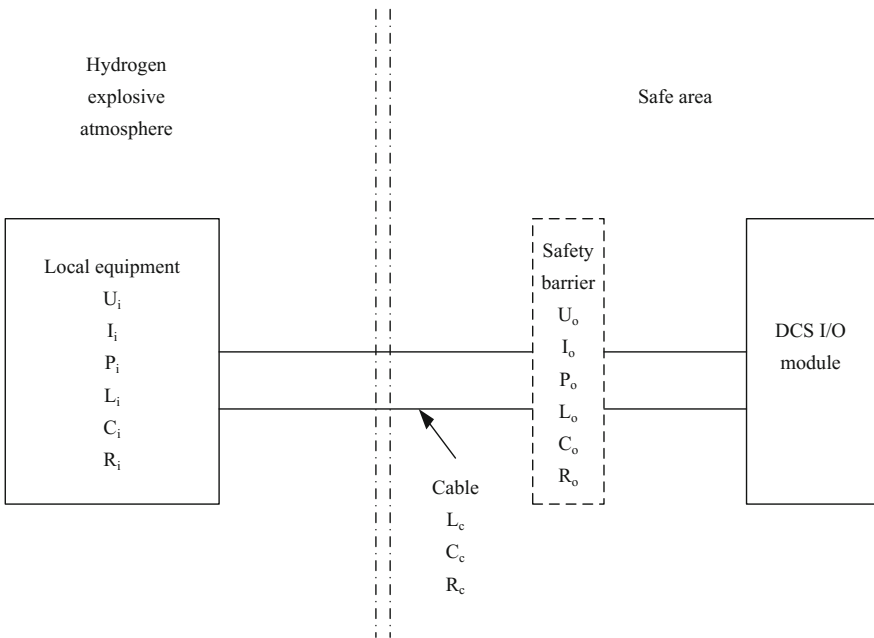 Hydrogen
explosive
atmosphere
Safe area
Local equipment
Uᵢ
Iᵢ
Pᵢ
Lᵢ
Cᵢ
Rᵢ
Cable
L꜀
C꜀
R꜀
Safety
barrier
Uₒ
Iₒ
Pₒ
Lₒ
Cₒ
Rₒ
DCS I/O
module